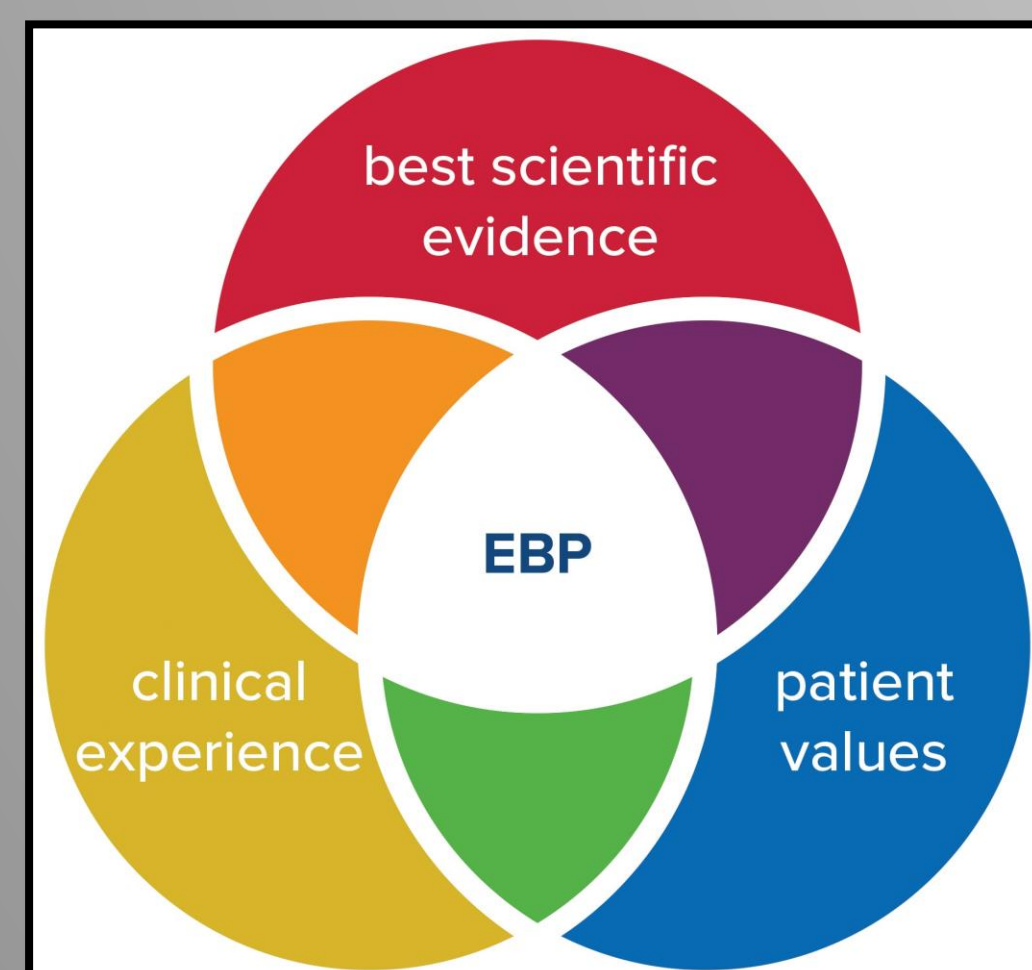 best scientific
evidence
EBP
clinical
experience
patient
values